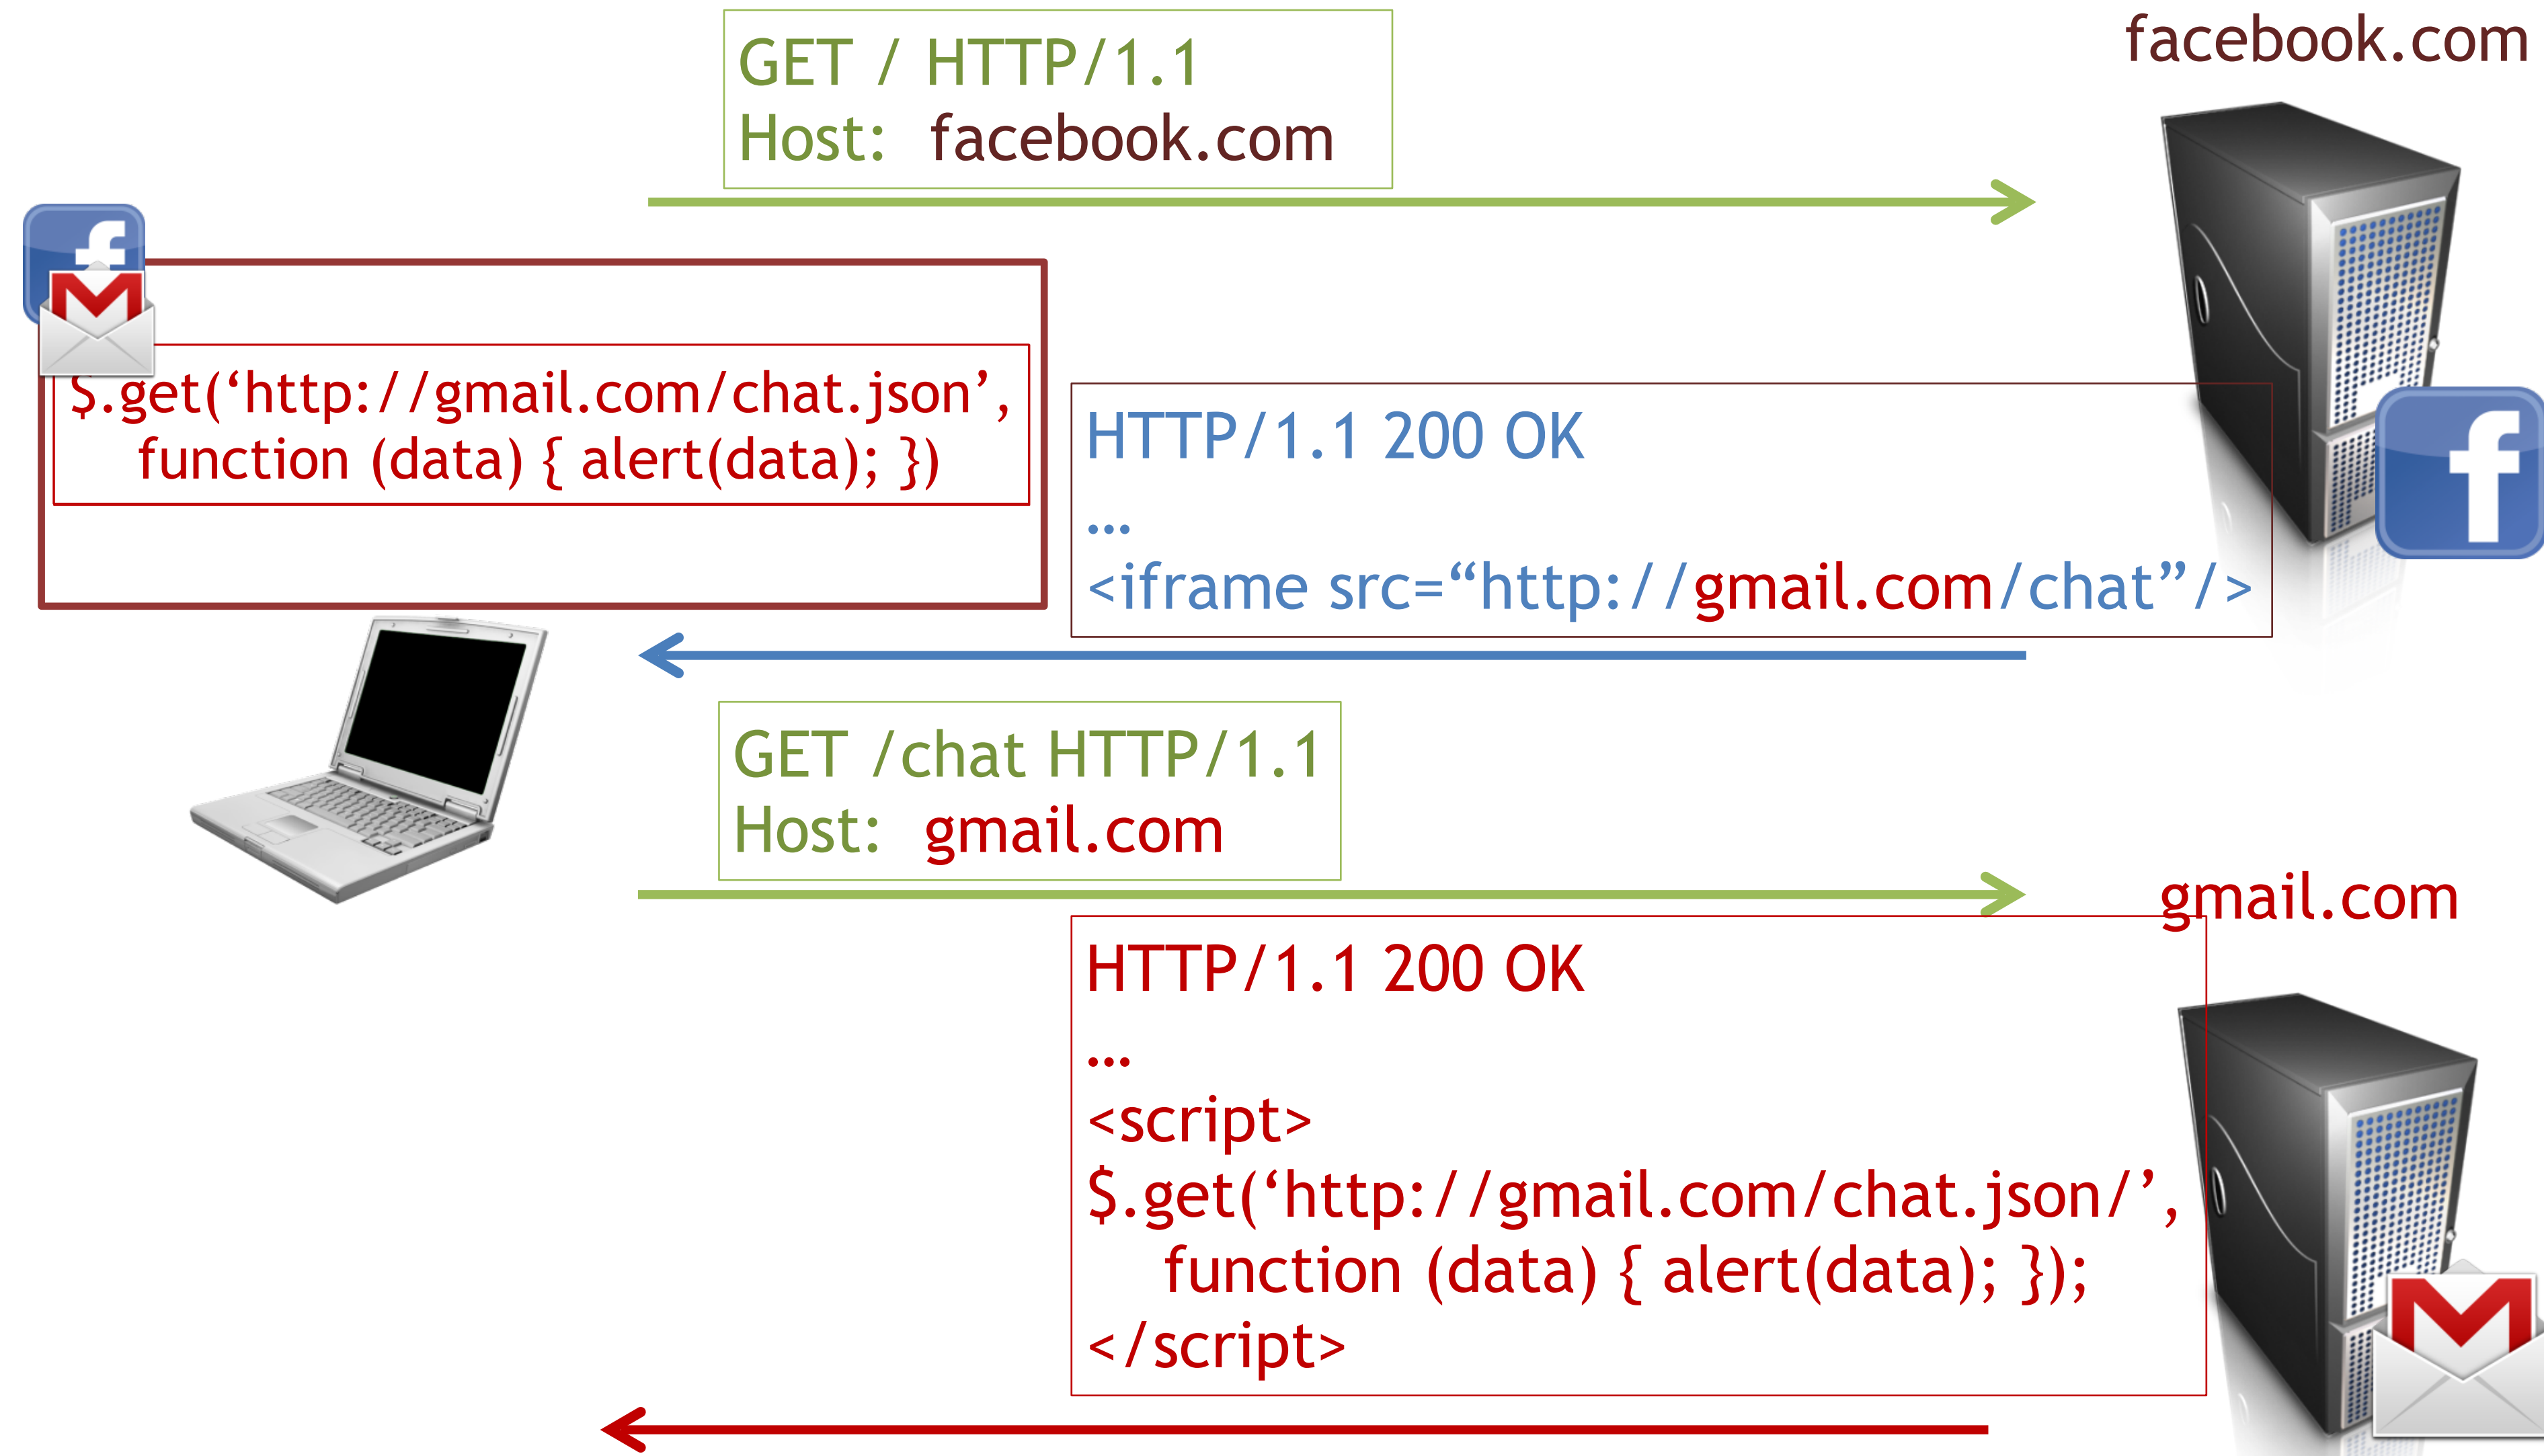 GET / HTTP/1.1
Host: facebook.com
facebook.com
$.get(‘http://gmail.com/chat.json’,
function (data) { alert(data); })
HTTP/1.1 200 OK
…
<iframe src=“http://gmail.com/chat”/>
GET /chat HTTP/1.1
Host: gmail.com
gmail.com
HTTP/1.1 200 OK
…
<script>
$.get(‘http://gmail.com/chat.json/’,
function (data) { alert(data); });
</script>